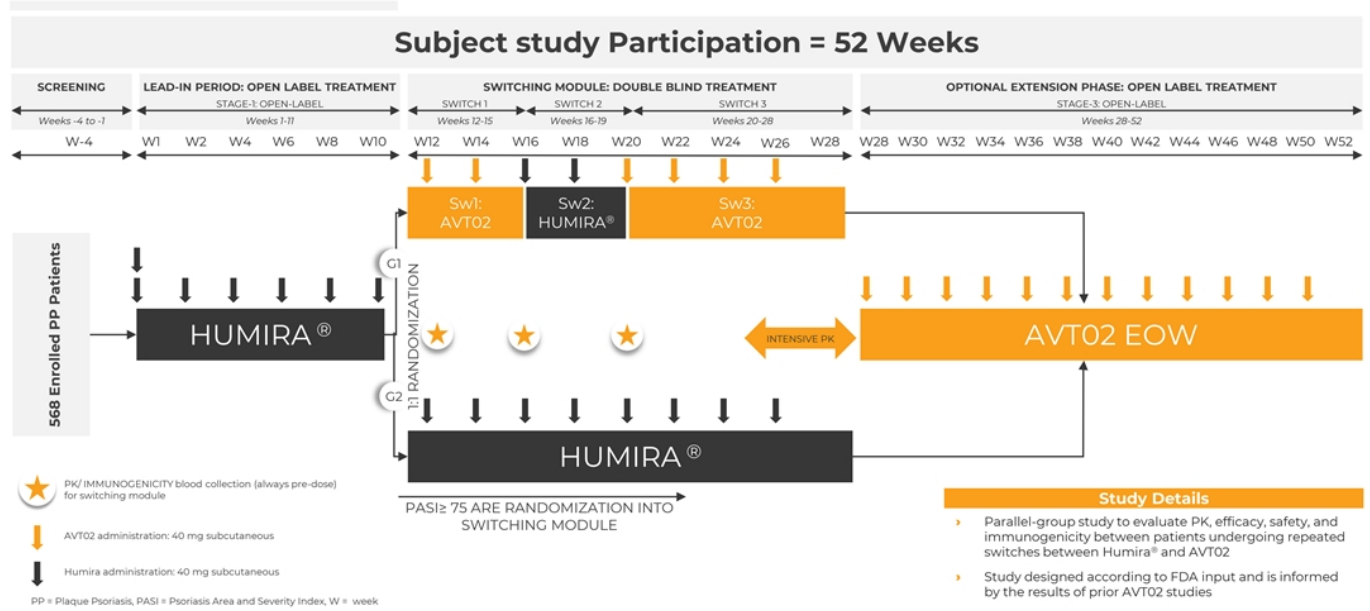 Subject study Participation = 52 Weeks
SCREENING
Weeks -4 to -1
LEAD-IN PERIOD: OPEN LABEL TREATMENT
STAGE-1: OPEN-LABEL
Weeks 1-11
SWITCHING MODULE: DOUBLE BLIND TREATMENT
SWITCH 1
Weeks 12-15
SWITCH 2
Weeks 16-19
SWITCH 3
Weeks 20-28
OPTIONAL EXTENSION PHASE: OPEN LABEL TREATMENT
STAGE-3: OPEN-LABEL
Weeks 28-52
W-4 W1 W2 W4 W6 W8 W10 W12 W14 W16 W18 W20 W22 W24 W26 W28 W28 W30 W32 W34 W36 W38 W40 W42 W44 W46 W48 W50 W52
Sw1:
AVT02
Sw2:
HUMIRA®
Sw3:
AVT02
568 Enrolled PP Patients
HUMIRA ®
G1
1:1 RANDOMIZATION
G2
INTENSIVE PK
AVT02 EOW
HUMIRA ®
PASI≥ 75 ARE RANDOMIZATION INTO
SWITCHING MODULE
PK/ IMMUNOGENICITY blood collection (always pre-dose)
for switching module
AVT02 administration: 40 mg subcutaneous
Humira administration: 40 mg subcutaneous
PP = Plaque Psoriasis, PASI = Psoriasis Area and Severity Index, W = week
Study Details
› Parallel-group study to evaluate PK, efficacy, safety, and
immunogenicity between patients undergoing repeated
switches between Humira® and AVT02
› Study designed according to FDA input and is informed
by the results of prior AVT02 studies